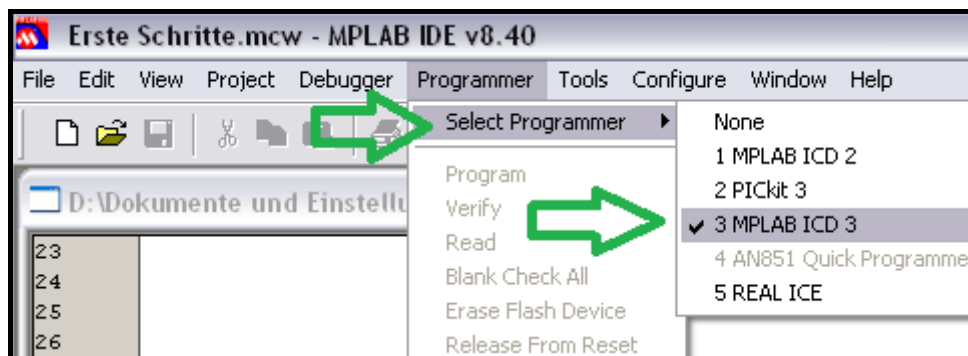 Erste Schritte.mcw - MPLAB IDE v8.40
File Edit View Project Debugger Programmer Tools Configure Window Help
Select Programmer
None
1 MPLAB ICD 2
Program
2 PICkit 3
D:\Dokumente und Einstellu
Verify
3 MPLAB ICD 3
23
Read
4 AN851 Quick Programme
24
Blank Check All
5 REAL ICE
25
Erase Flash Device
26
Release From Reset